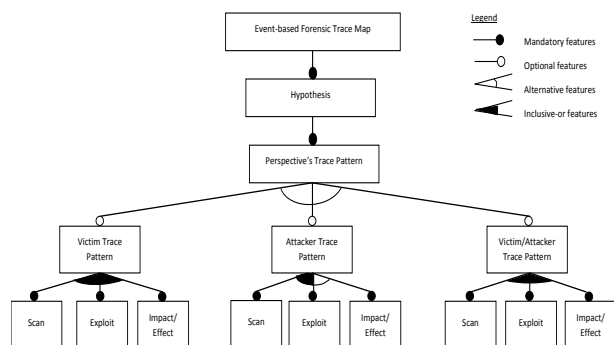 Event-based Forensic Trace Map
Legend
Mandatory features
Optional features
Alternative features
Inclusive-or features
Hypothesis
Perspective's Trace Pattern
Victim Trace
Pattern
Attacker Trace
Pattern
Victim/Attacker
Trace Pattern
Scan
Exploit
Impact/
Effect
Scan
Exploit
Impact/
Effect
Scan
Exploit
Impact/
Effect